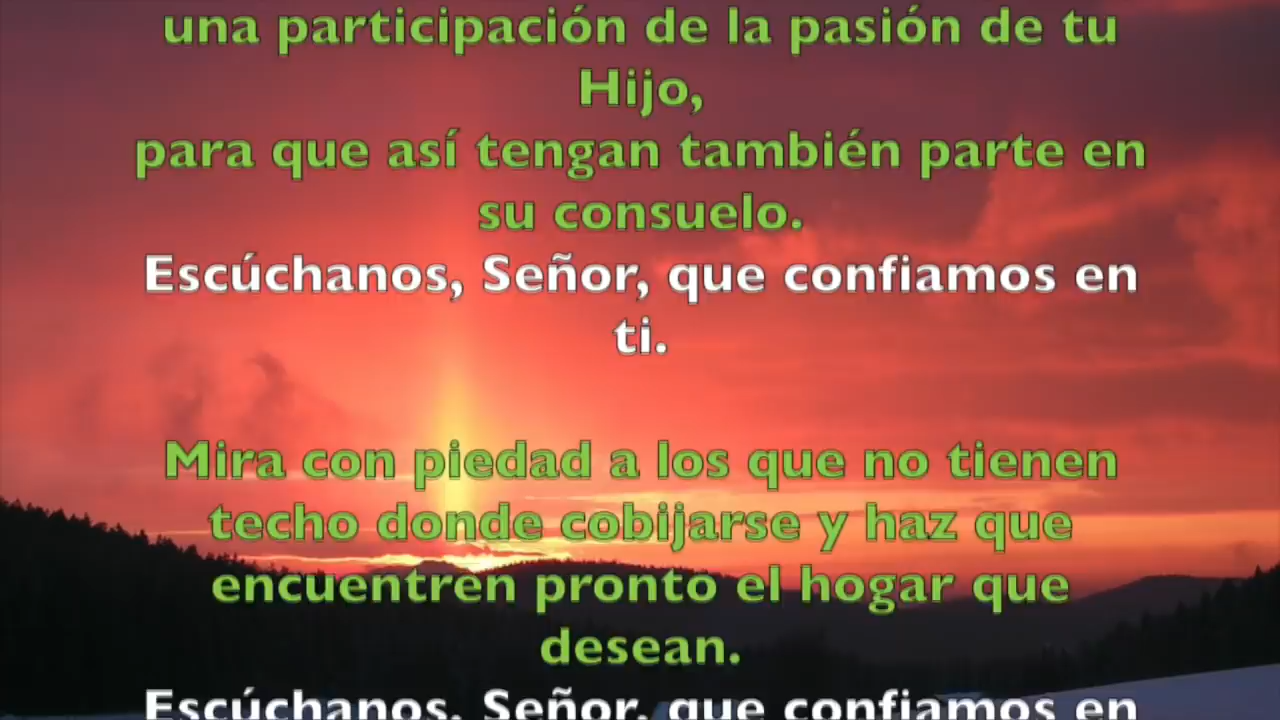 una participación de la pasión de tu
Hijo,
para que así tengan también parte en
su consuelo.
Escúchanos, Señor, que confiamos en
ti.
Mira con piedad a los que no tienen
techo donde cobijarse y haz que
encuentren pronto el hogar que
desean.
Escúchanos, Señor, que confiamos en